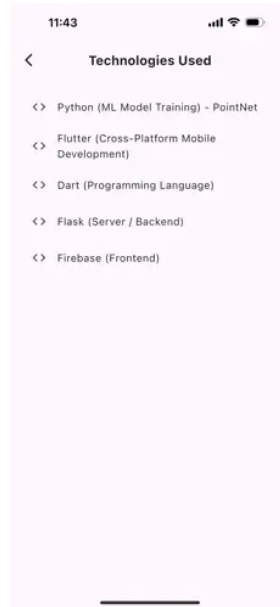 11:43
Technologies Used
<> Python (ML Model Training) - PointNet
<> Flutter (Cross-Platform Mobile
Development)
<> Dart (Programming Language)
<> Flask (Server / Backend)
<> Firebase (Frontend)